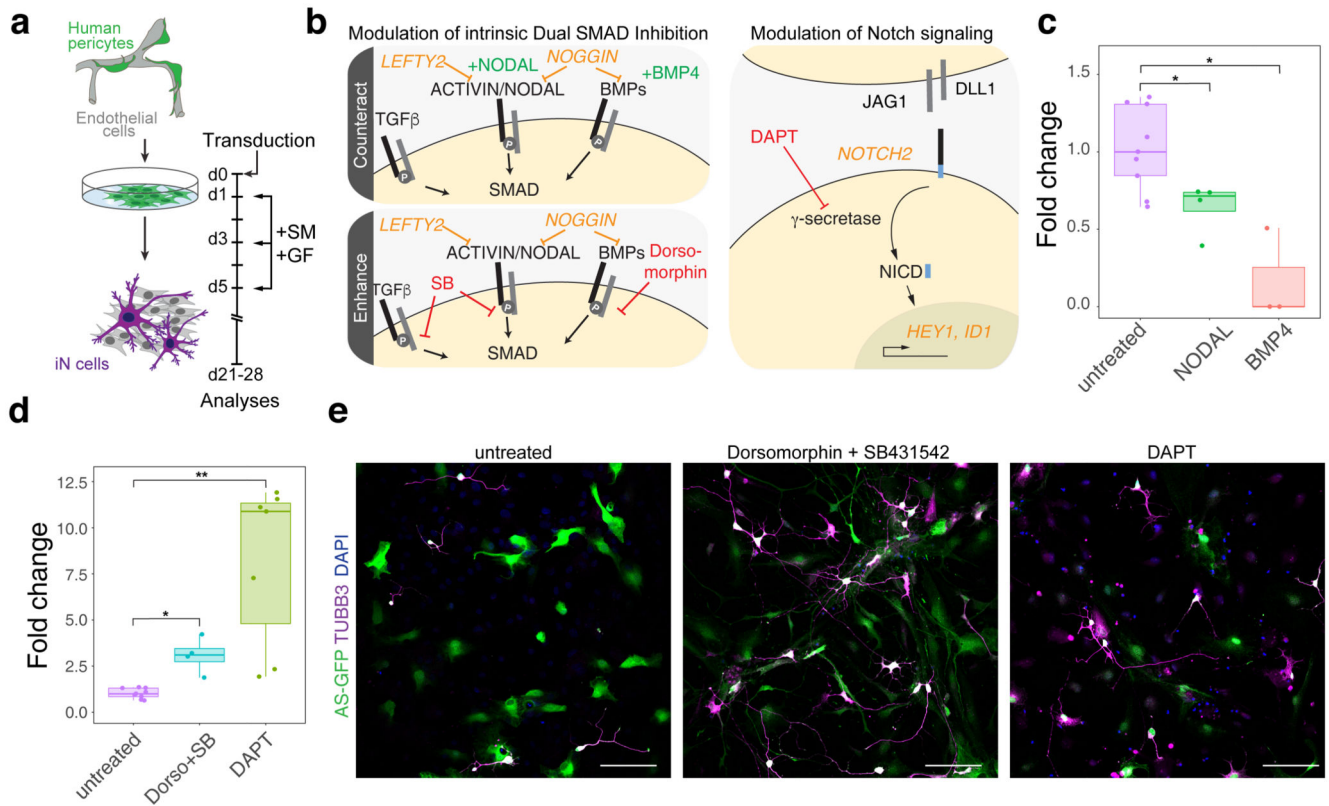 a
Human
pericytes
Endothelial
cells
Transduction
d0
d1
d3
d5
+SM
+GF
iN cells
d21-28
Analyses
b
Modulation of intrinsic Dual SMAD Inhibition
Counteract
LEFTY2
+NODAL
NOGGIN
+BMP4
ACTIVIN/NODAL
BMPs
TGFβ
P
P
P
SMAD
Enhance
LEFTY2
NOGGIN
ACTIVIN/NODAL
BMPs
Dorso-
morphin
TGFβ
SB
P
P
P
SMAD
Modulation of Notch signaling
JAG1
DLL1
DAPT
NOTCH2
γ-secretase
NICD
HEY1, ID1
c
Fold change
1.5
1.0
0.5
0.0
*
*
untreated
NODAL
BMP4
d
Fold change
12.5
10.0
7.5
5.0
2.5
0.0
**
*
untreated
Dorso+SB
DAPT
e
AS-GFP TUBB3 DAPI
untreated
Dorsomorphin + SB431542
DAPT